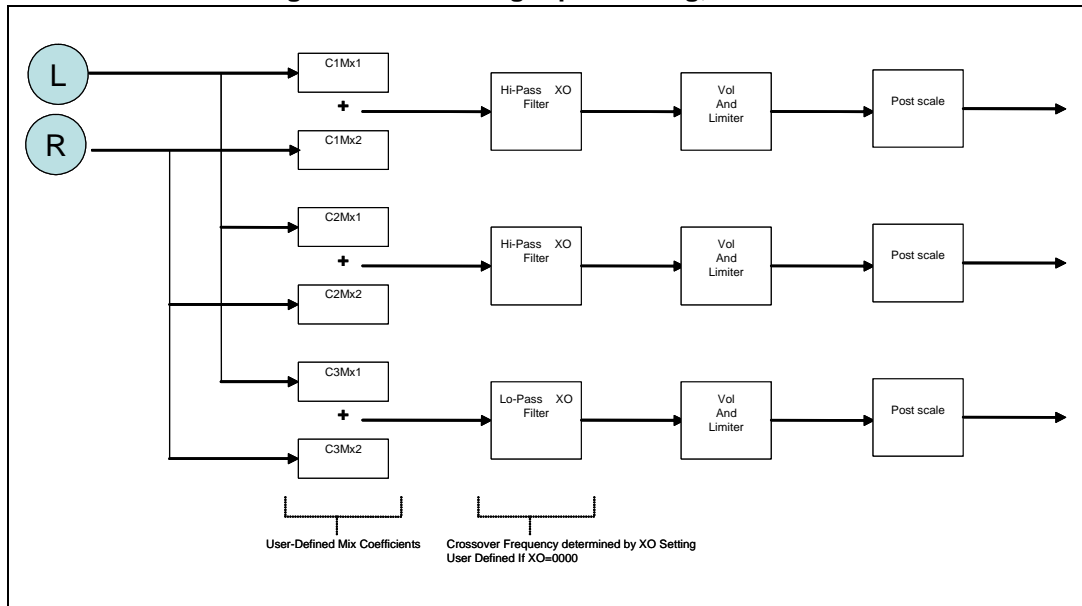 L
R
C1Mx1
+
C1Mx2
Hi-Pass XO
Filter
Vol
And
Limiter
Post scale
C2Mx1
+
C2Mx2
Hi-Pass XO
Filter
Vol
And
Limiter
Post scale
C3Mx1
+
C3Mx2
Lo-Pass XO
Filter
Vol
And
Limiter
Post scale
User-Defined Mix Coefficients
Crossover Frequency determined by XO Setting
User Defined If XO=0000